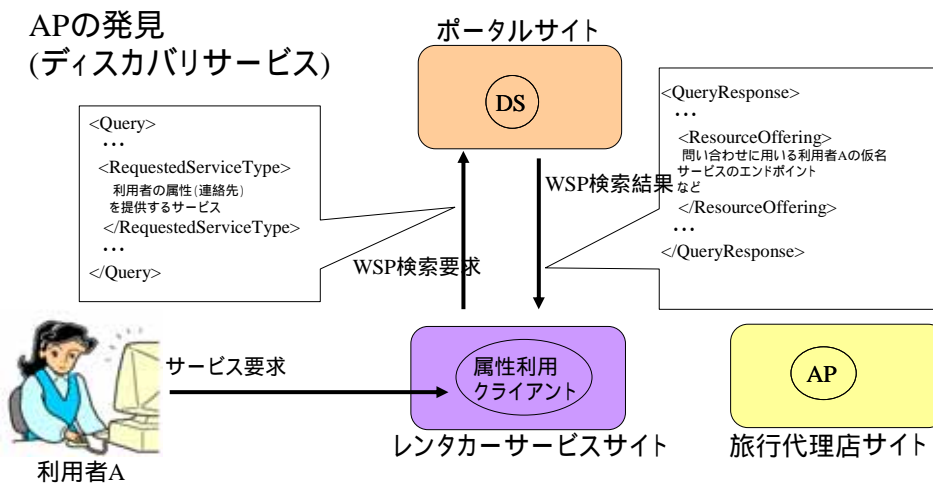 APの発見
(ディスカバリサービス)
ポータルサイト
DS
<Query>
・・・
<RequestedServiceType>
利用者の属性(連絡先)
を提供するサービス
</RequestedServiceType>
・・・
</Query>
<QueryResponse>
・・・
<ResourceOffering>
問い合わせに用いる利用者Aの仮名
サービスのエンドポイント
など
</ResourceOffering>
・・・
</QueryResponse>
WSP検索結果
WSP検索要求
サービス要求
属性利用
クライアント
AP
レンタカーサービスサイト
旅行代理店サイト
利用者A